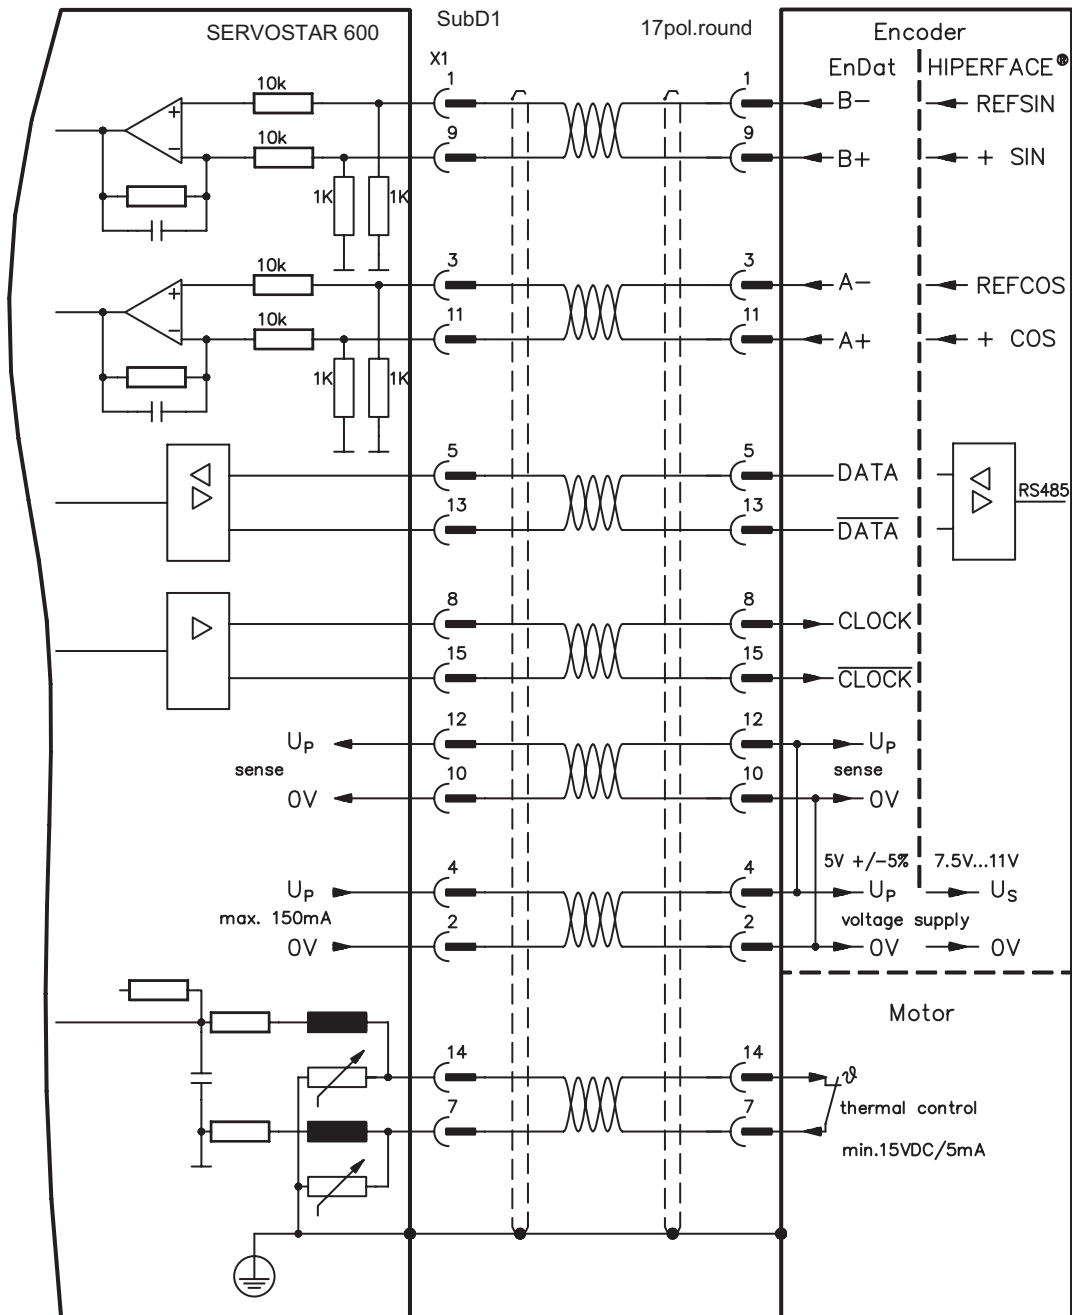 SERVOSTAR 600
SubD1
17pol.round
Encoder
EnDat
HIPERFACE®
X1
10k
+
1
1
B−
REFSIN
10k
−
9
9
B+
+ SIN
1K
1K
10k
+
3
3
A−
REFCOS
10k
−
11
11
A+
+ COS
1K
1K
5
5
DATA
RS485
13
13
DATA
8
8
CLOCK
15
15
CLOCK
UP
12
12
UP
sense
sense
0V
10
10
0V
5V +/−5%
7.5V...11V
UP
4
4
UP
US
max. 150mA
voltage supply
0V
2
2
0V
0V
Motor
14
14
ϑ
thermal control
7
7
min.15VDC/5mA